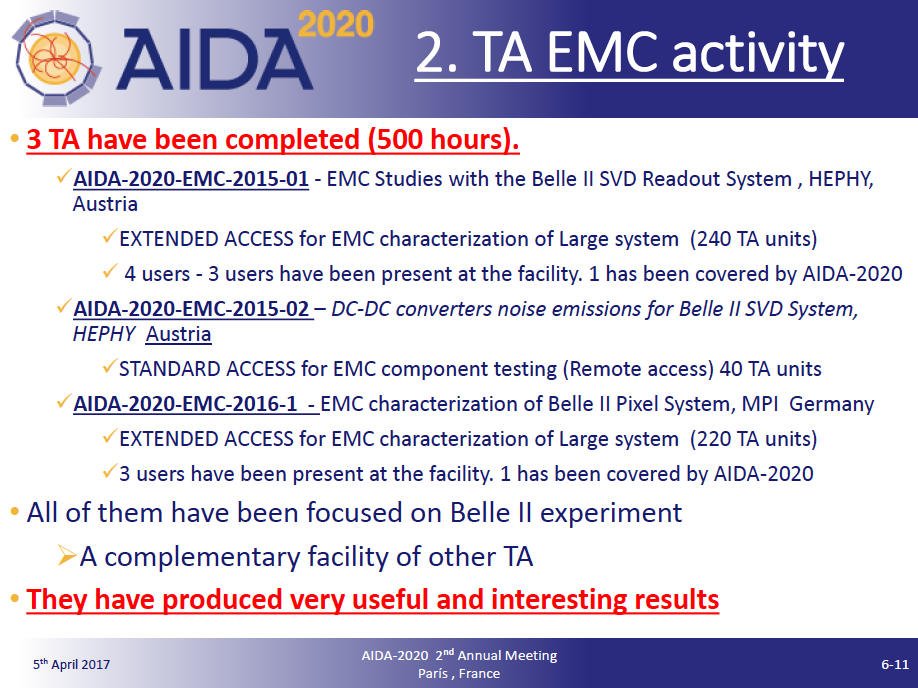 AIDA 2020
2. TA EMC activity
• 3 TA have been completed (500 hours).
✓AIDA-2020-EMC-2015-01 - EMC Studies with the Belle II SVD Readout System , HEPHY,
Austria
✓EXTENDED ACCESS for EMC characterization of Large system (240 TA units)
✓ 4 users - 3 users have been present at the facility. 1 has been covered by AIDA-2020
✓AIDA-2020-EMC-2015-02 – DC-DC converters noise emissions for Belle II SVD System,
HEPHY Austria
✓STANDARD ACCESS for EMC component testing (Remote access) 40 TA units
✓AIDA-2020-EMC-2016-1 - EMC characterization of Belle II Pixel System, MPI Germany
✓EXTENDED ACCESS for EMC characterization of Large system (220 TA units)
✓3 users have been present at the facility. 1 has been covered by AIDA-2020
• All of them have been focused on Belle II experiment
➢A complementary facility of other TA
• They have produced very useful and interesting results
5th April 2017
AIDA-2020 2nd Annual Meeting
París , France
6-11